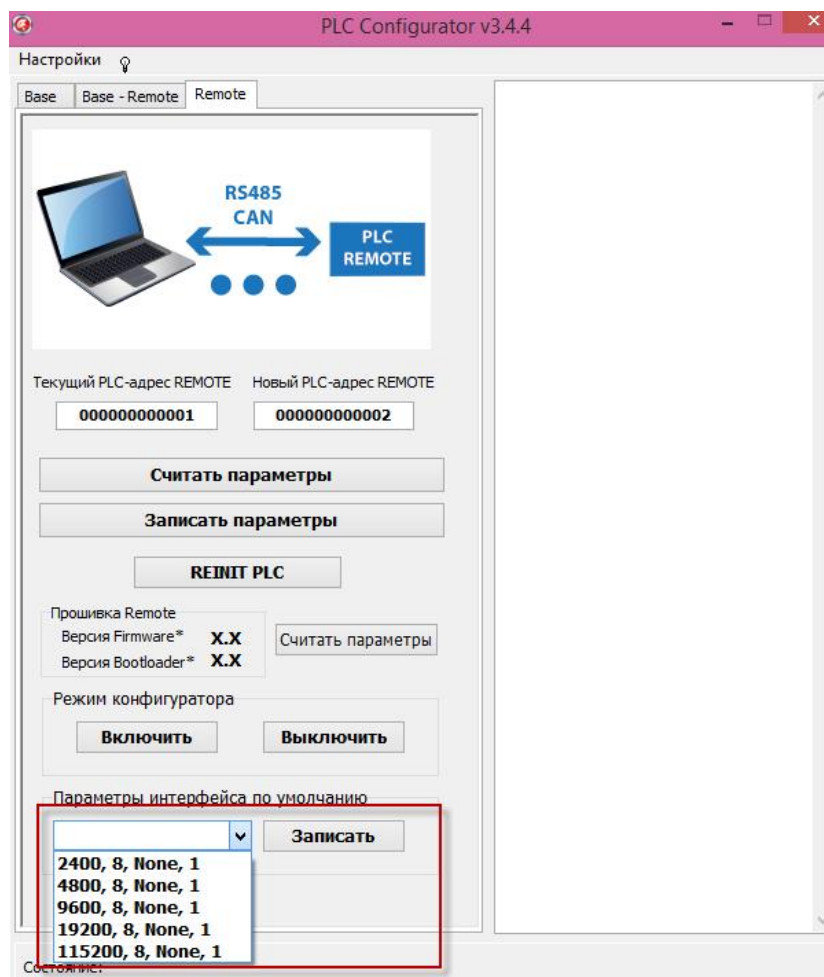 PLC Configurator v3.4.4
Настройки
Base Base - Remote Remote
RS485
CAN
PLC
REMOTE
Текущий PLC-адрес REMOTE Новый PLC-адрес REMOTE
000000000001 000000000002
Считать параметры
Записать параметры
REINIT PLC
Прошивка Remote
Версия Firmware* X.X
Считать параметры
Версия Bootloader* X.X
Режим конфигуратора
Включить Выключить
Параметры интерфейса по умолчанию
Записать
2400, 8, None, 1
4800, 8, None, 1
9600, 8, None, 1
19200, 8, None, 1
115200, 8, None, 1
Состояние: